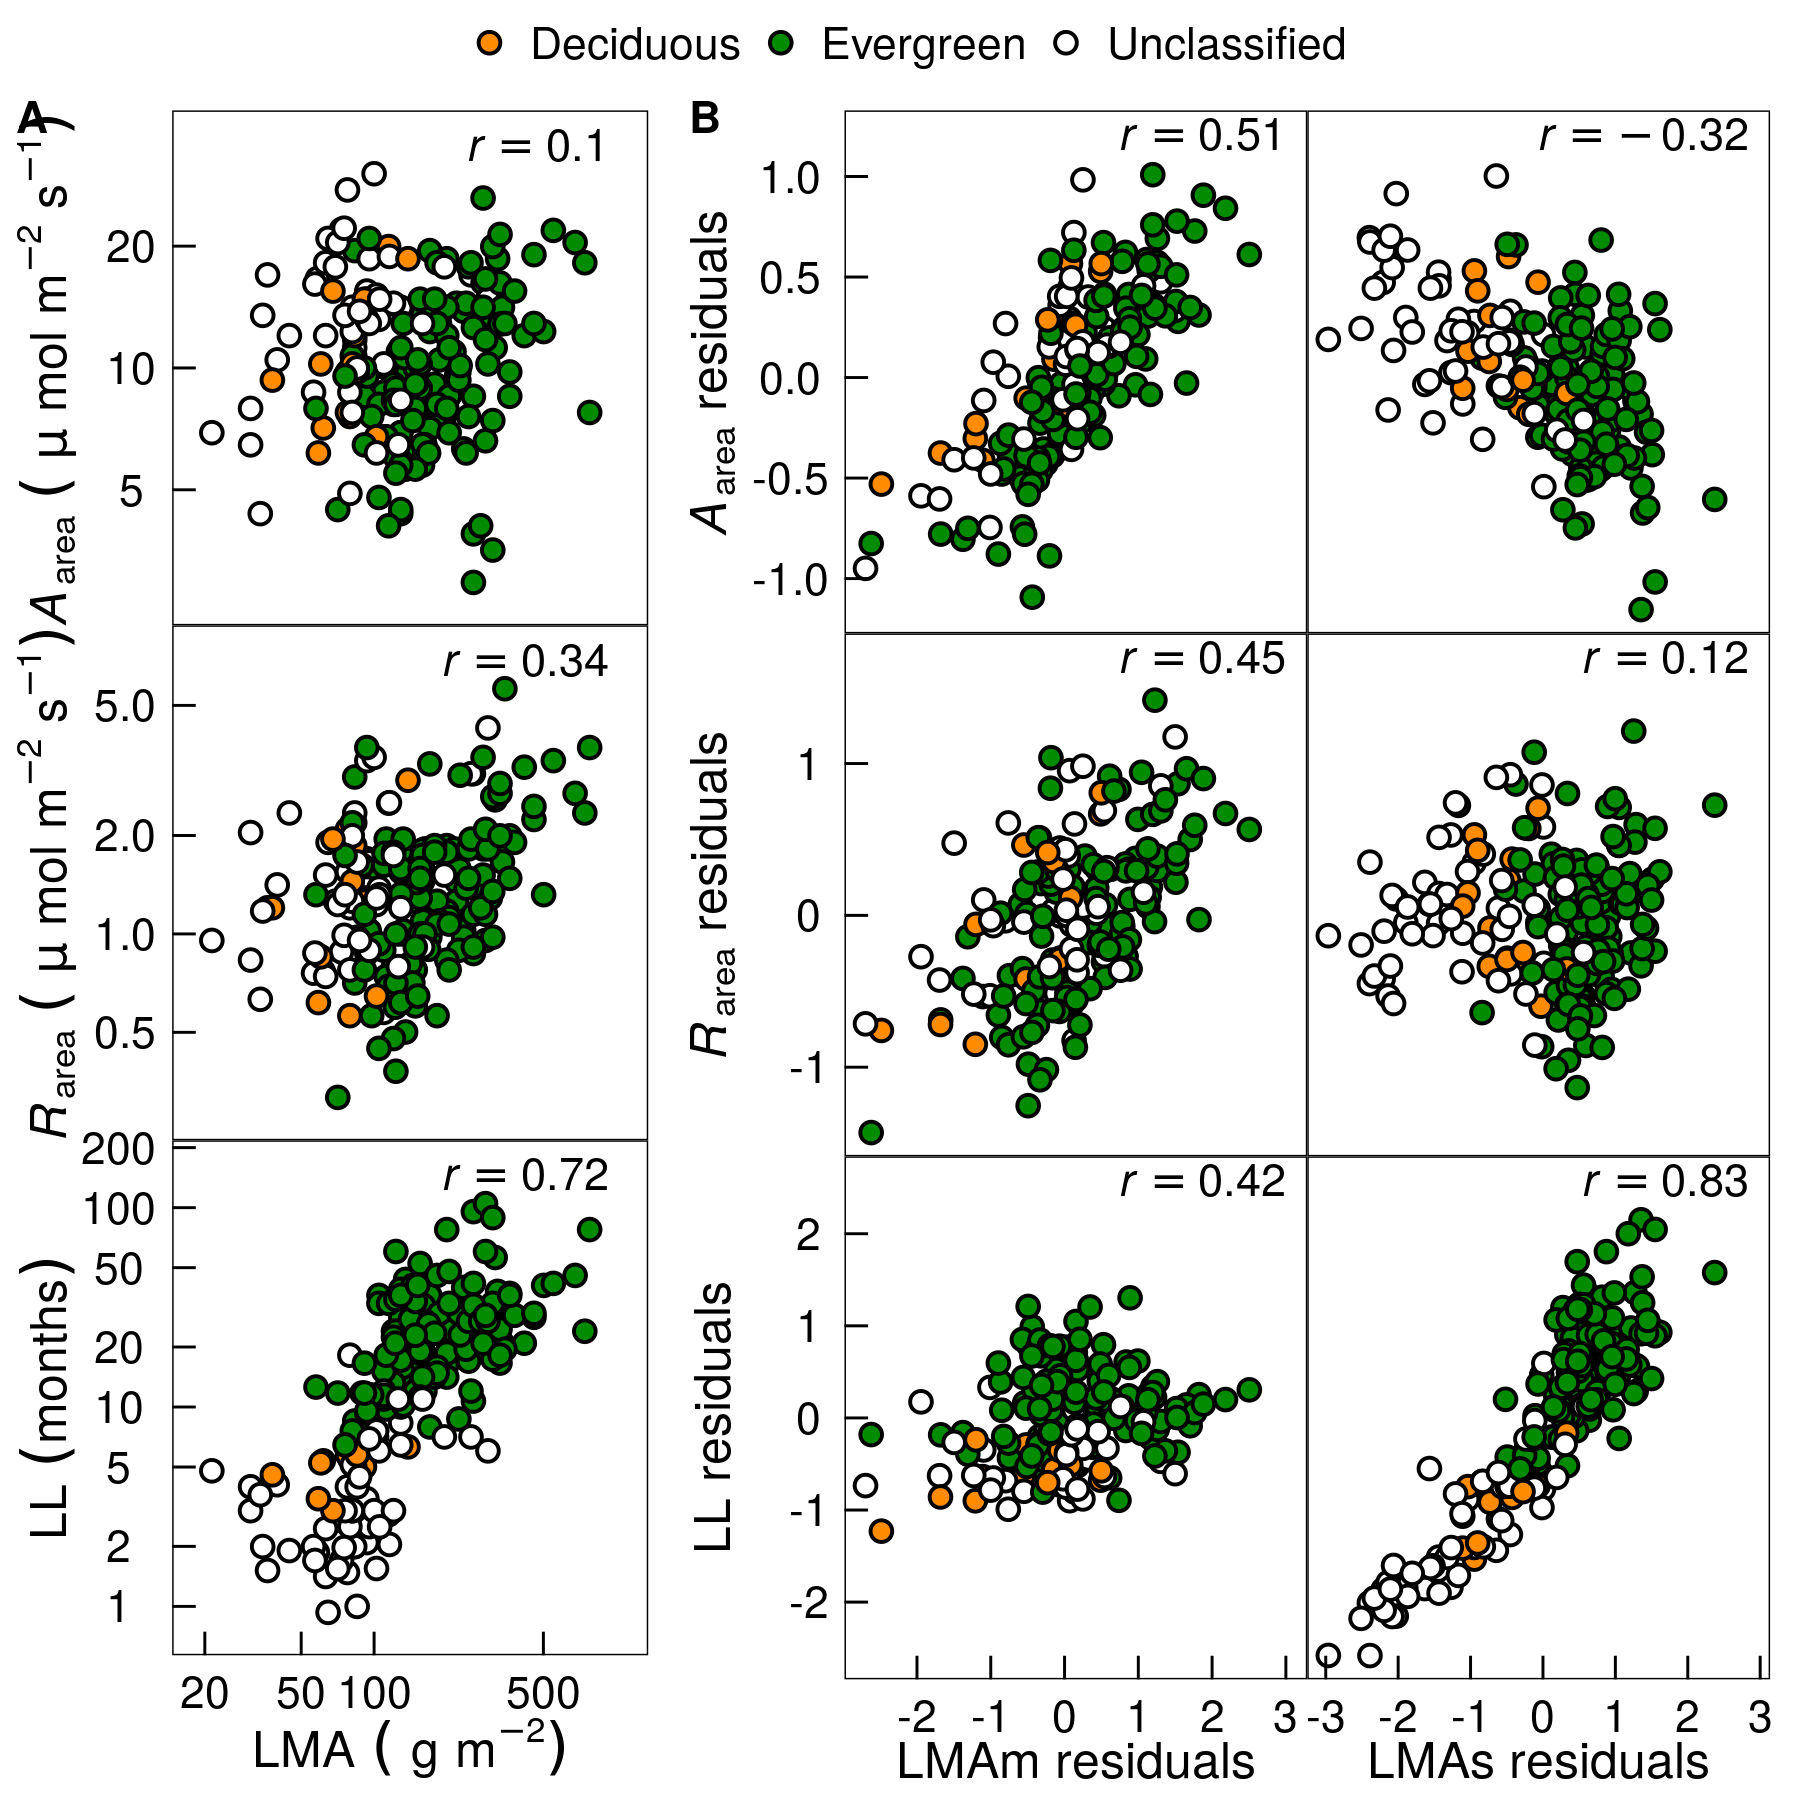 Deciduous Evergreen Unclassified
A
r = 0.1
20
10
5
A area ( μ mol m −2 s −1 )
r = 0.34
5.0
2.0
1.0
0.5
R area ( μ mol m −2 s −1 )
r = 0.72
200
100
50
20
10
5
2
1
LL (months)
20 50 100 500
LMA ( g m −2 )
B
r = 0.51
r = −0.32
1.0
0.5
0.0
-0.5
-1.0
A area residuals
r = 0.45
r = 0.12
1
0
-1
R area residuals
r = 0.42
r = 0.83
2
1
0
-1
-2
LL residuals
-2 -1 0 1 2 3 -3 -2 -1 0 1 2 3
LMAm residuals LMAs residuals